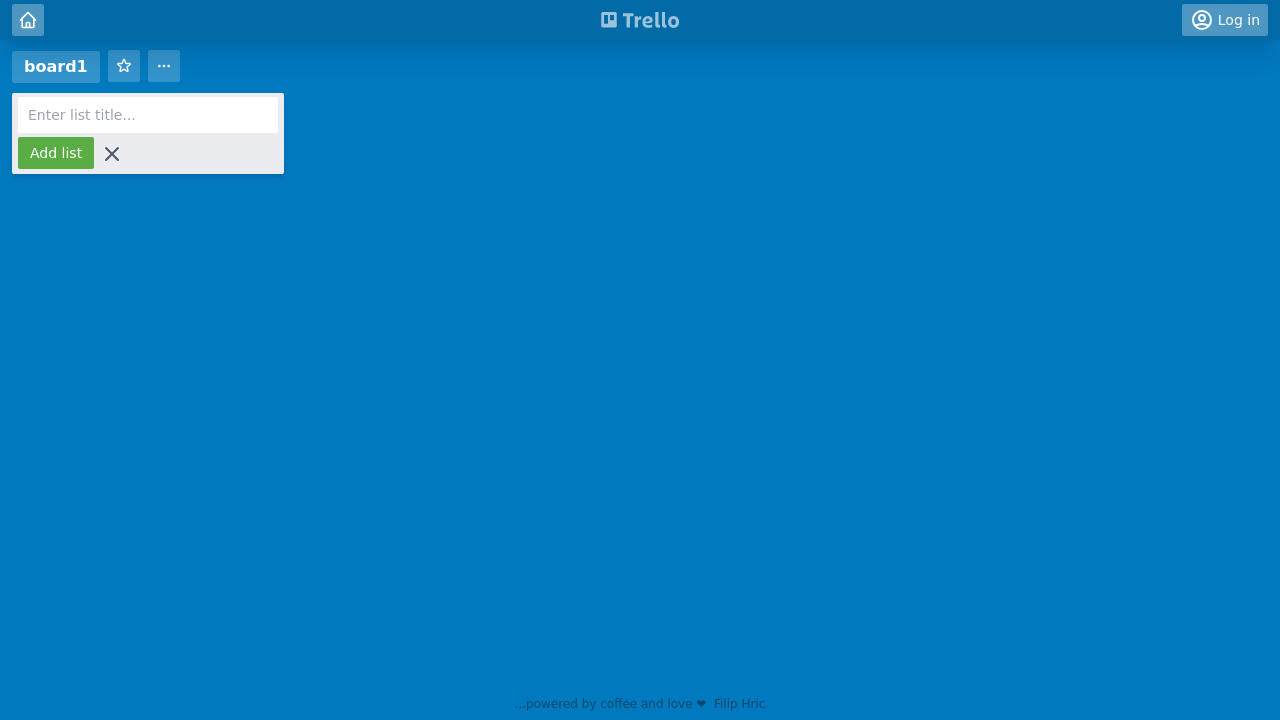 Trello
Log in
board1
Enter list title...
Add list
...powered by coffee and love ❤ Filip Hric